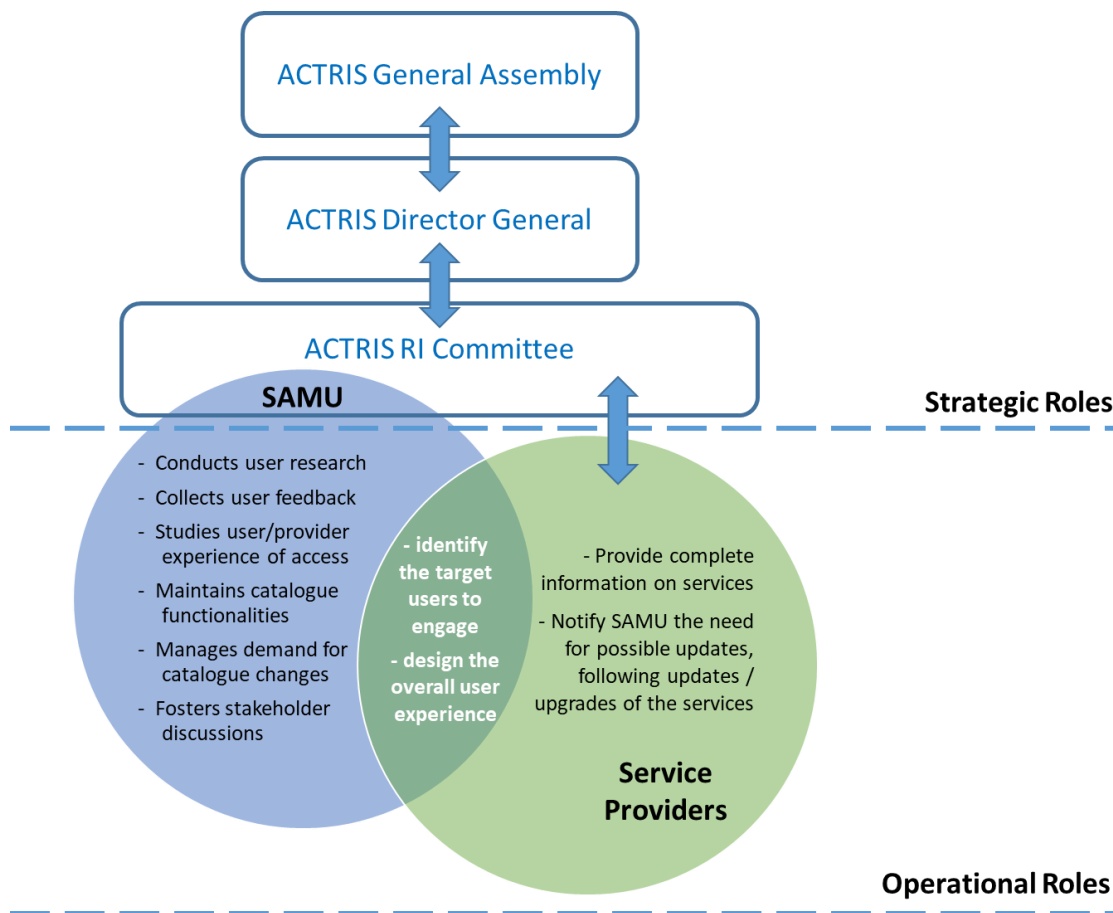 ACTRIS General Assembly
ACTRIS Director General
ACTRIS RI Committee
SAMU
Strategic Roles
- Conducts user research
- Collects user feedback
- Studies user/provider
experience of access
- Maintains catalogue
functionalities
- Manages demand for
catalogue changes
- Fosters stakeholder
discussions
- identify
the target
users to
engage
- design the
overall user
experience
- Provide complete
information on services
- Notify SAMU the need
for possible updates,
following updates /
upgrades of the services
Service
Providers
Operational Roles